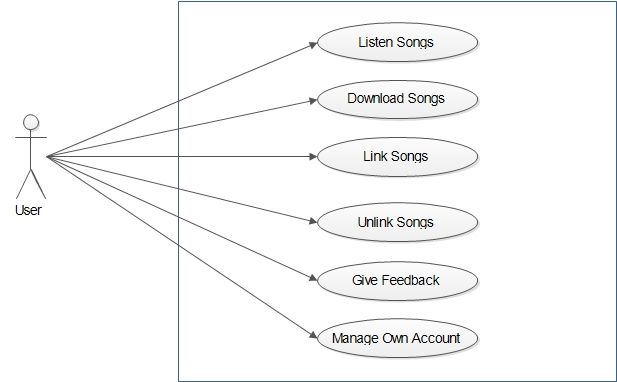 Listen Songs
Download Songs
Link Songs
User
Unlink Songs
Give Feedback
Manage Own Account